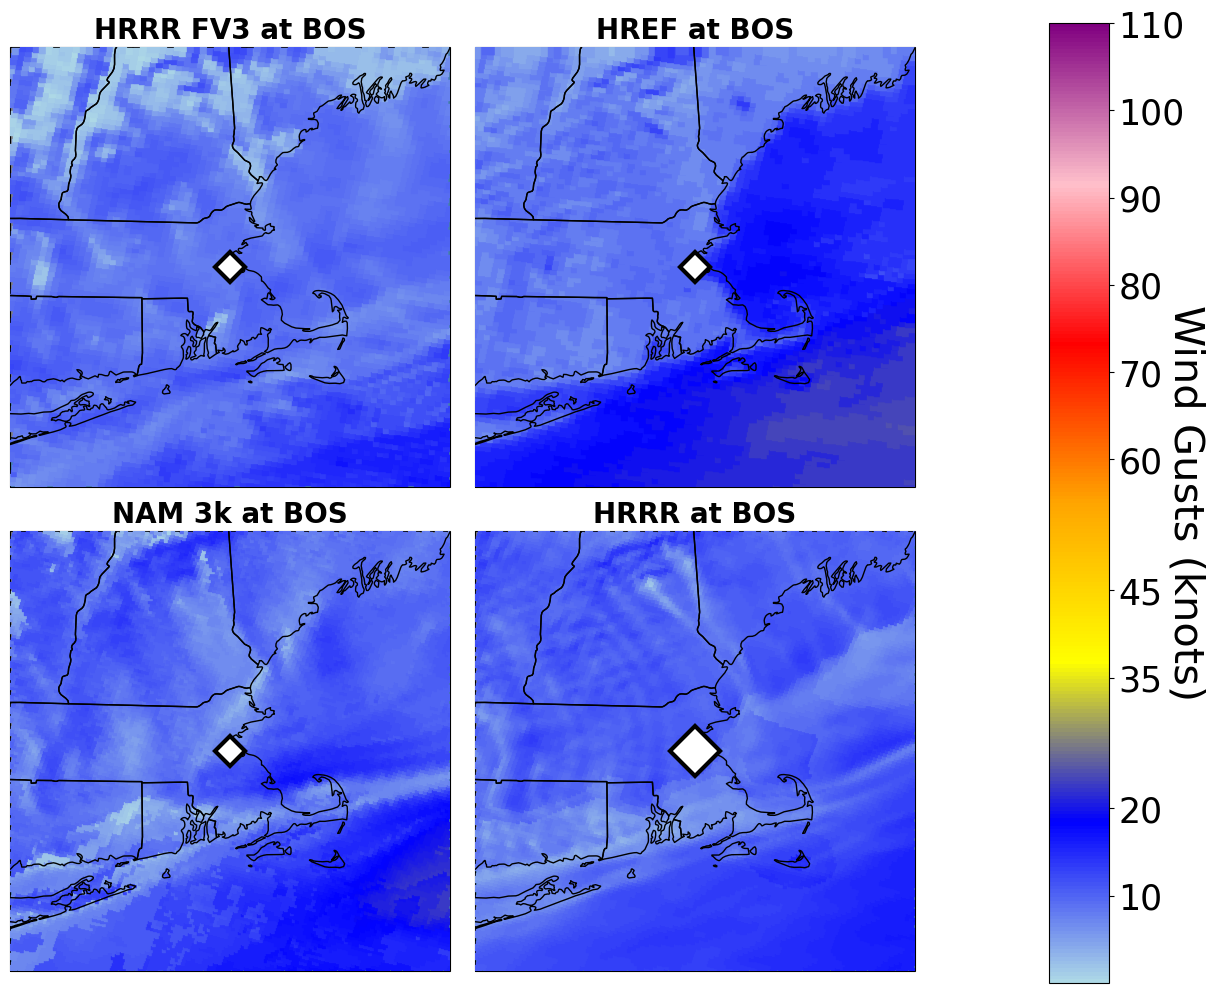 HRRR FV3 at BOS
HREF at BOS
NAM 3k at BOS
HRRR at BOS
110
100
90
80
70
60
45
35
20
10
Wind Gusts (knots)